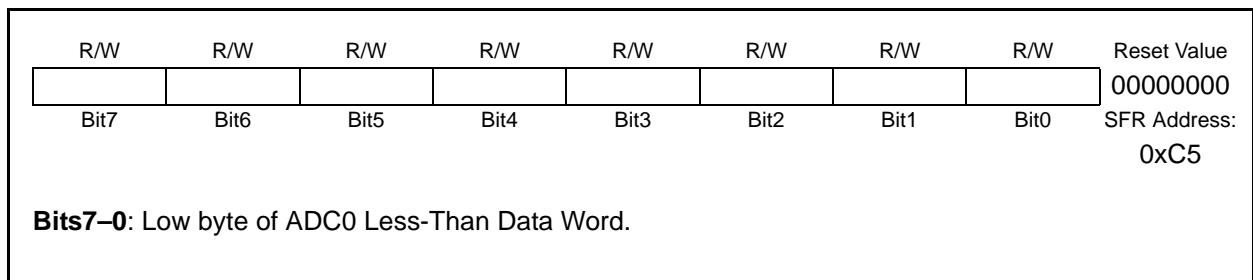 R/W R/W R/W R/W R/W R/W R/W R/W Reset Value
00000000
Bit7 Bit6 Bit5 Bit4 Bit3 Bit2 Bit1 Bit0 SFR Address:
0xC5
Bits7–0: Low byte of ADC0 Less-Than Data Word.